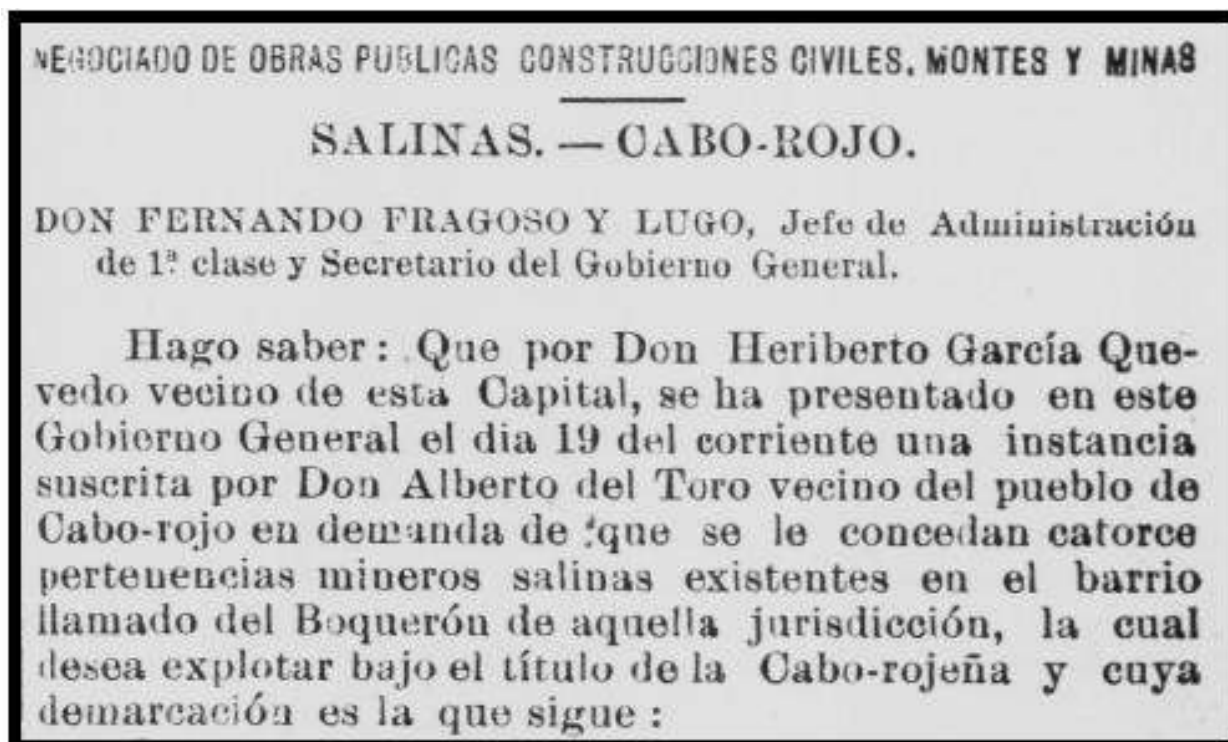 NEGOCIADO DE OBRAS PUBLICAS CONSTRUCCIONES CIVILES, MONTES Y MINAS
SALINAS. — CABO-ROJO.
DON FERNANDO FRAGOSO Y LUGO, Jefe de Administración
de 1ª clase y Secretario del Gobierno General.
Hago saber: Que por Don Heriberto García Que-
vedo vecino de esta Capital, se ha presentado en este
Gobierno General el dia 19 del corriente una instancia
suscrita por Don Alberto del Toro vecino del pueblo de
Cabo-rojo en demanda de que se le concedan catorce
pertenencias mineros salinas existentes en el barrio
llamado del Boquerón de aquella jurisdicción, la cual
desea explotar bajo el título de la Cabo-rojeña y cuya
demarcación es la que sigue: